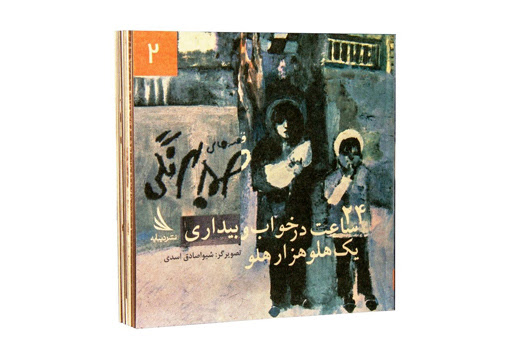 ۲
قصه‌های
صمد بهرنگی
۲۴
ساعت در خواب و بیداری
یک هلو هزار هلو
تصویرگر: شیوا صادق اسدی
نشر دیبایه